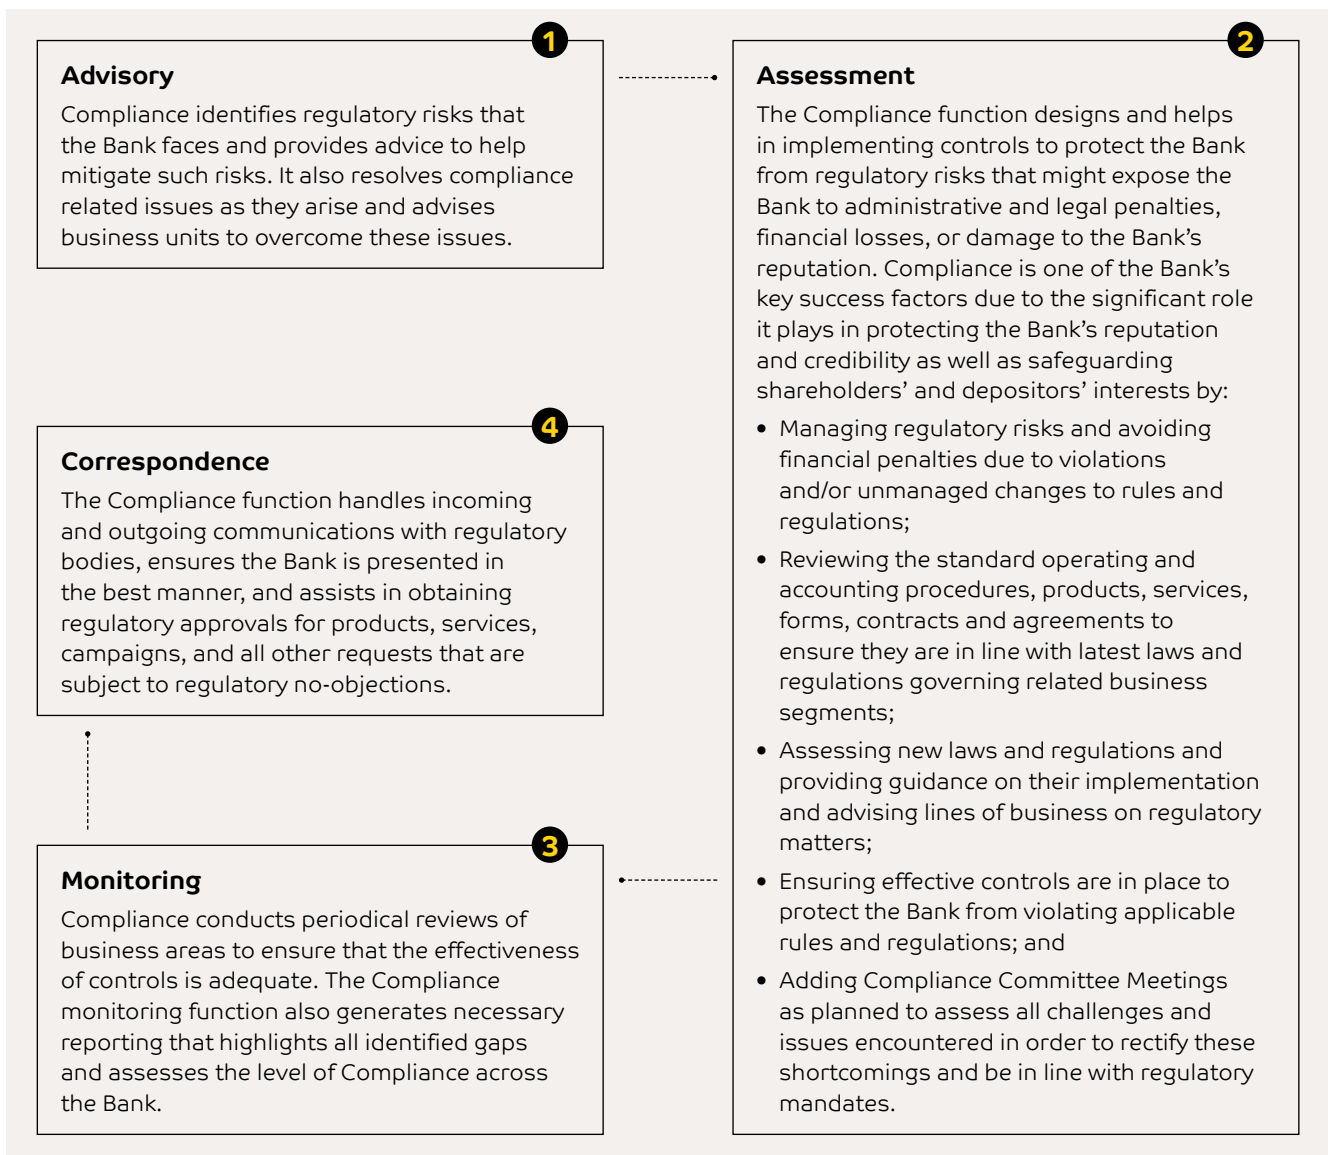 1
Advisory
Compliance identifies regulatory risks that
the Bank faces and provides advice to help
mitigate such risks. It also resolves compliance
related issues as they arise and advises
business units to overcome these issues.
2
Assessment
The Compliance function designs and helps
in implementing controls to protect the Bank
from regulatory risks that might expose the
Bank to administrative and legal penalties,
financial losses, or damage to the Bank’s
reputation. Compliance is one of the Bank’s
key success factors due to the significant role
it plays in protecting the Bank’s reputation
and credibility as well as safeguarding
shareholders’ and depositors’ interests by:
• Managing regulatory risks and avoiding
financial penalties due to violations
and/or unmanaged changes to rules and
regulations;
• Reviewing the standard operating and
accounting procedures, products, services,
forms, contracts and agreements to
ensure they are in line with latest laws and
regulations governing related business
segments;
• Assessing new laws and regulations and
providing guidance on their implementation
and advising lines of business on regulatory
matters;
• Ensuring effective controls are in place to
protect the Bank from violating applicable
rules and regulations; and
• Adding Compliance Committee Meetings
as planned to assess all challenges and
issues encountered in order to rectify these
shortcomings and be in line with regulatory
mandates.
3
Monitoring
Compliance conducts periodical reviews of
business areas to ensure that the effectiveness
of controls is adequate. The Compliance
monitoring function also generates necessary
reporting that highlights all identified gaps
and assesses the level of Compliance across
the Bank.
4
Correspondence
The Compliance function handles incoming
and outgoing communications with regulatory
bodies, ensures the Bank is presented in
the best manner, and assists in obtaining
regulatory approvals for products, services,
campaigns, and all other requests that are
subject to regulatory no-objections.